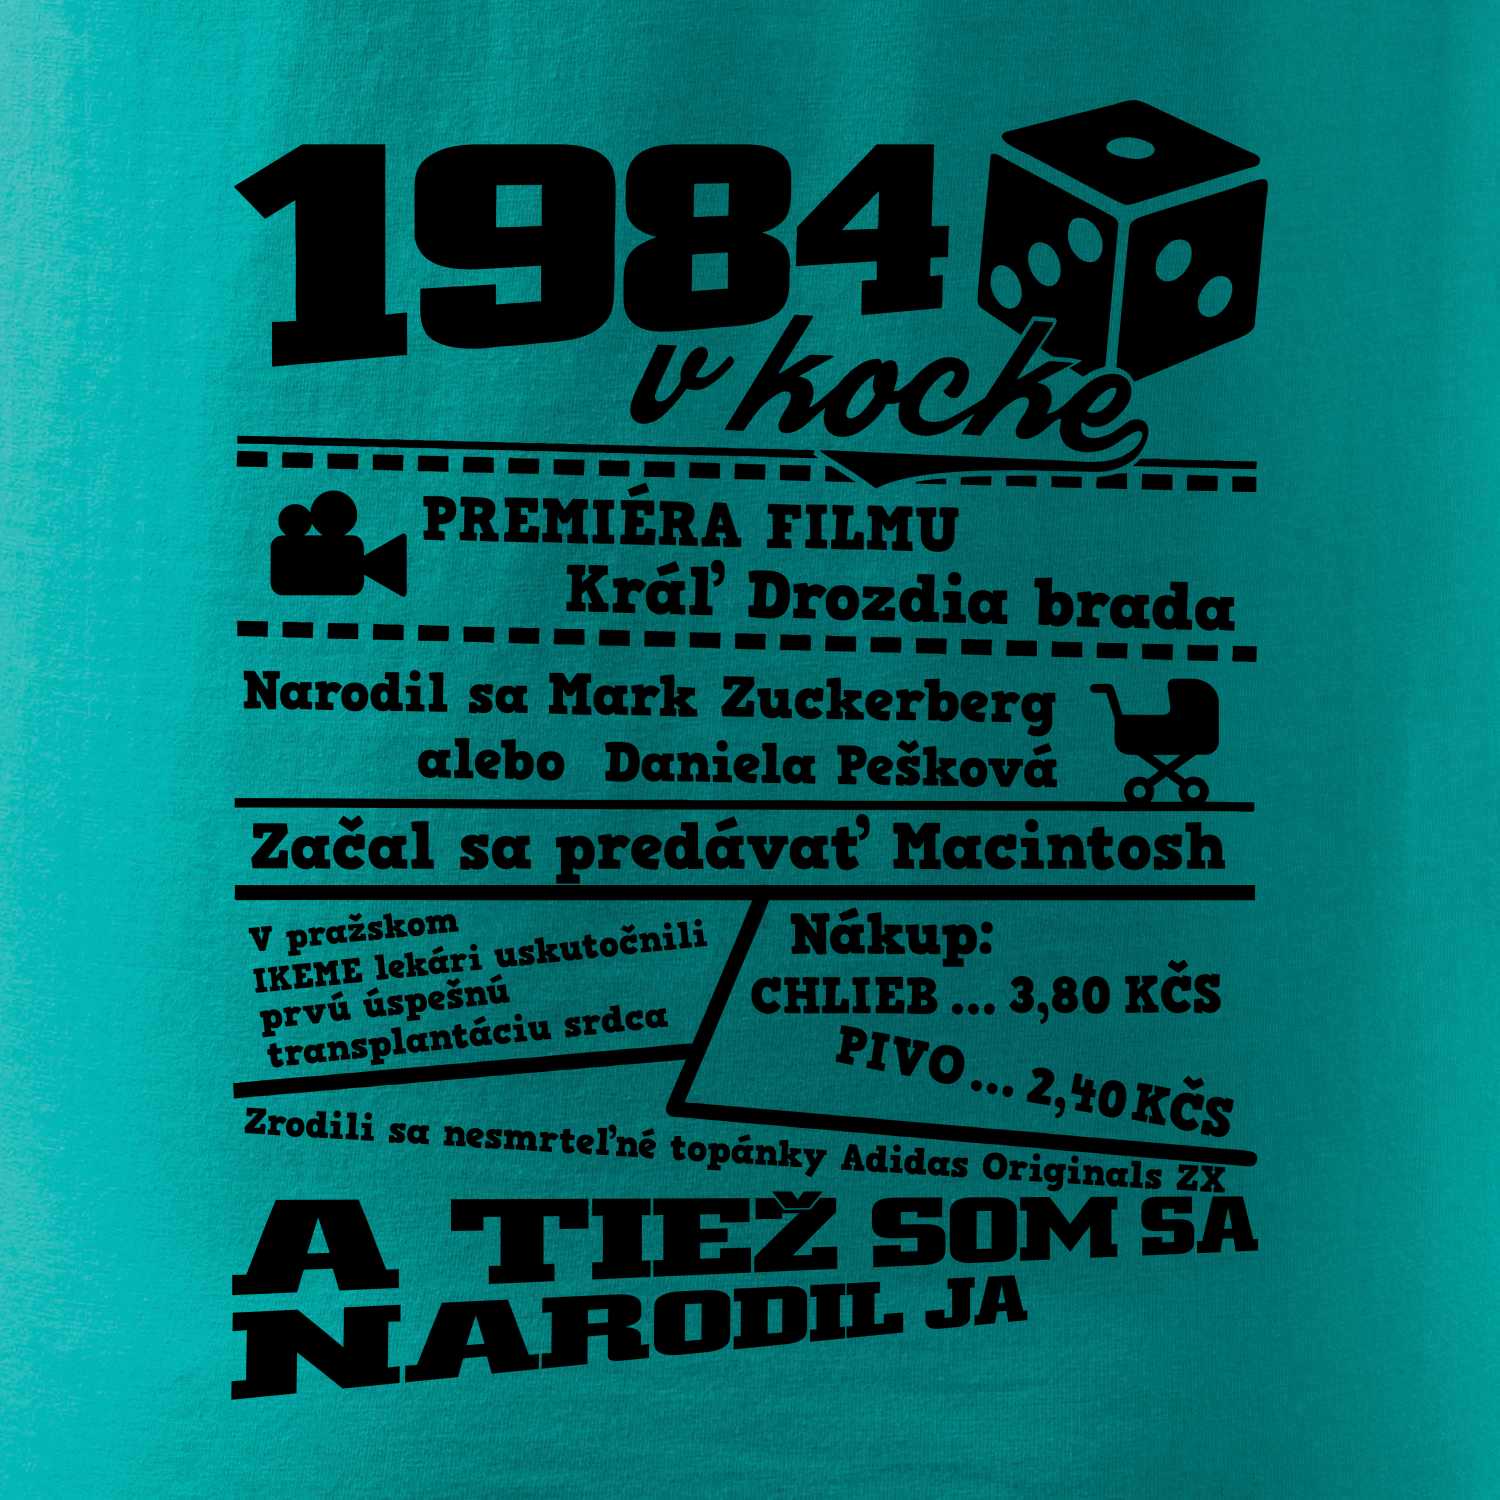 1984
v kocke
PREMIÉRA FILMU
Kráľ Drozdia brada
Narodil sa Mark Zuckerberg
alebo Daniela Pešková
Začal sa predávať Macintosh
V pražskom
IKEME lekári uskutočnili
prvú úspešnú
transplantáciu srdca
Nákup:
CHLIEB ... 3,80 KČS
PIVO ... 2,40 KČS
Zrodili sa nesmrteľné topánky Adidas Originals ZX
A TIEŽ SOM SA
NARODIL JA